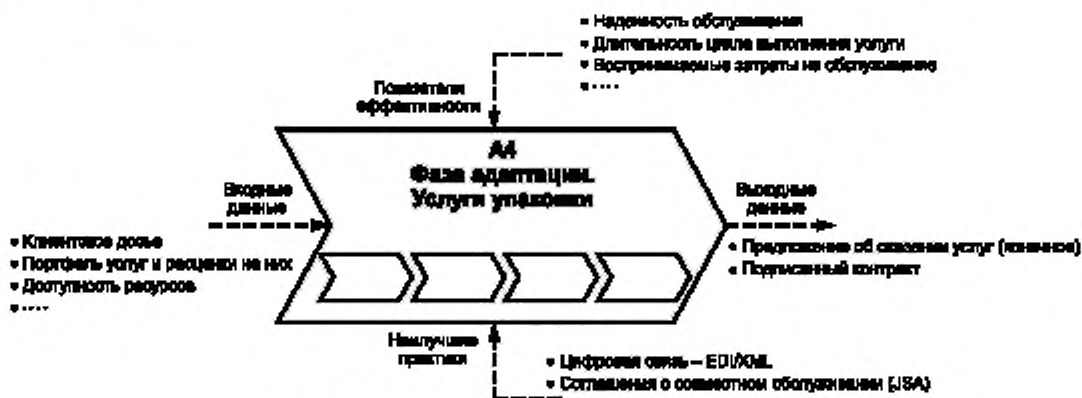 • Надежность обслуживания
• Длительность цикла выполнения услуги
• Воспринимаемые затраты на обслуживание
• ····
Показатели
эффективности
A4
Фаза адаптации.
Услуги упаковки
Входные
данные
• Клиентское досье
• Портфель услуг и расценки на них
• Доступность ресурсов
• ····
Выходные
данные
• Предложение об оказании услуг (конечное)
• Подписанный контракт
Наилучшие
практики
• Цифровая связь – EDI/XML
• Соглашения о совместном обслуживании (JSA)